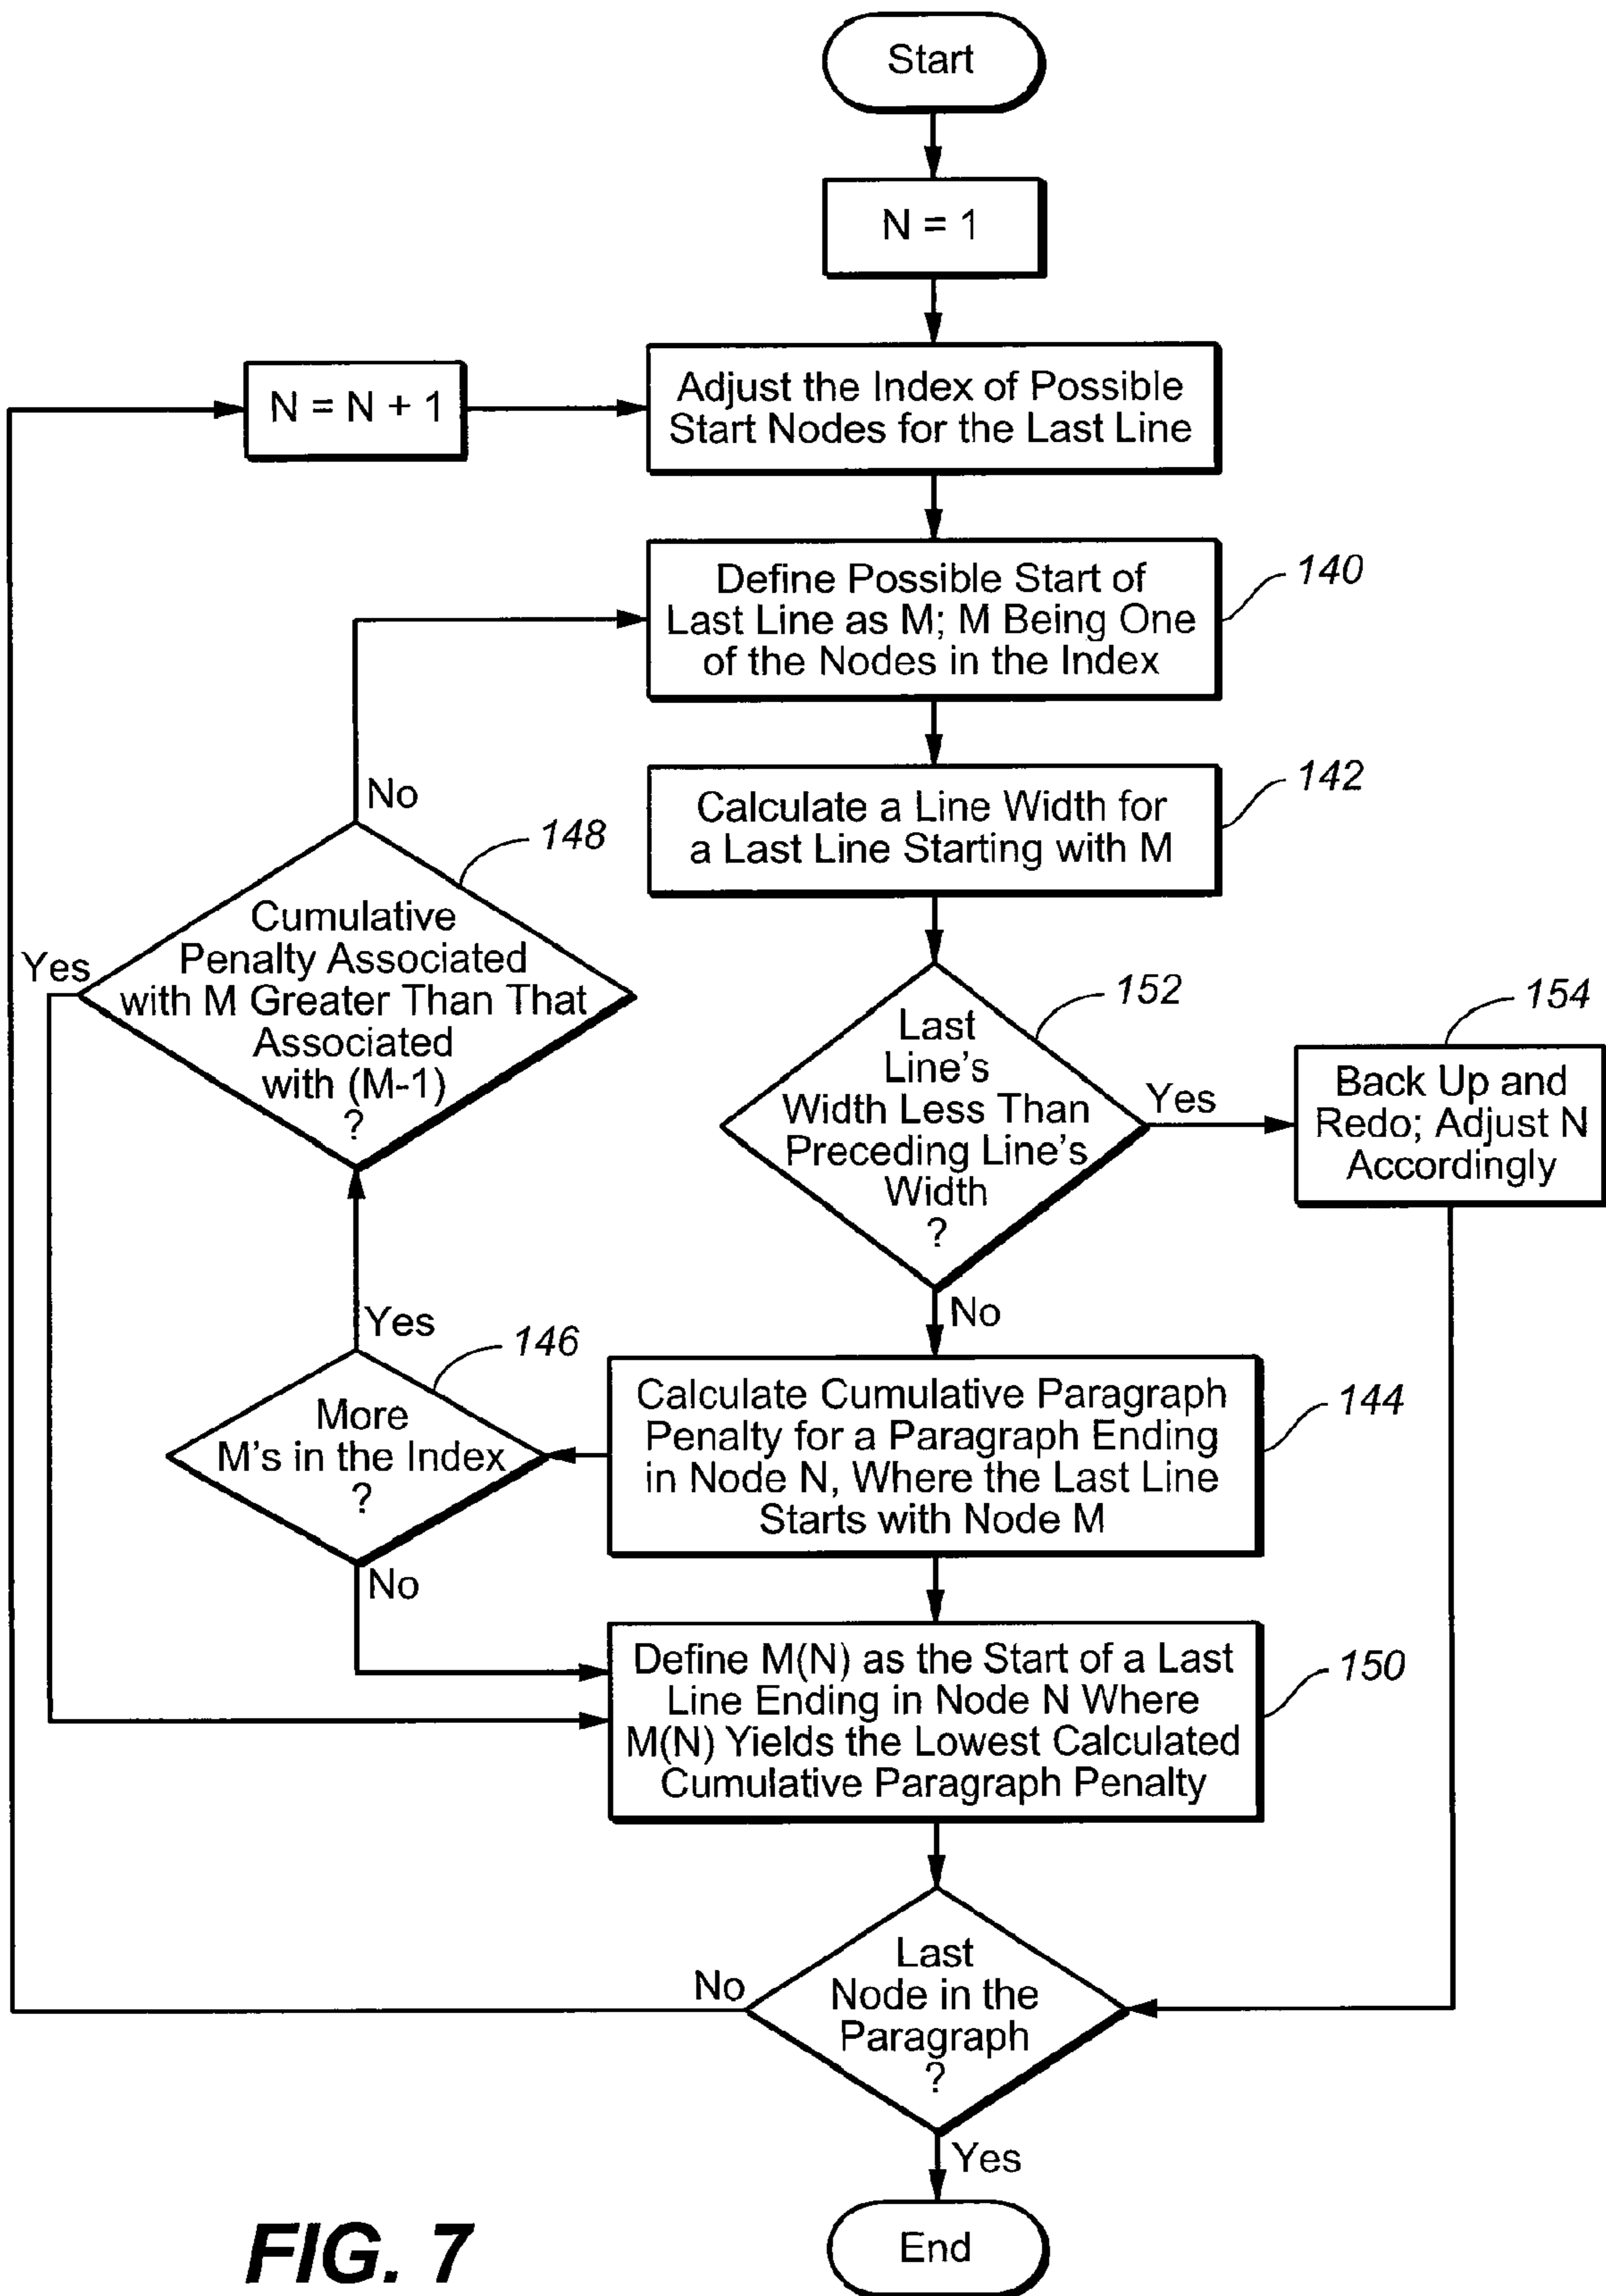 Start
N = 1
N = N + 1
Adjust the Index of Possible
Start Nodes for the Last Line
Define Possible Start of
Last Line as M; M Being One
of the Nodes in the Index
140
Calculate a Line Width for
a Last Line Starting with M
142
No
148
Cumulative
Penalty Associated
with M Greater Than That
Associated
with (M-1)
?
Yes
152
Last
Line's
Width Less Than
Preceding Line's
Width
?
Yes
154
Back Up and
Redo; Adjust N
Accordingly
No
Yes
146
More
M's in the Index
?
No
Calculate Cumulative Paragraph
Penalty for a Paragraph Ending
in Node N, Where the Last Line
Starts with Node M
144
Define M(N) as the Start of a Last
Line Ending in Node N Where
M(N) Yields the Lowest Calculated
Cumulative Paragraph Penalty
150
No
Last
Node in the
Paragraph
?
Yes
End
FIG. 7